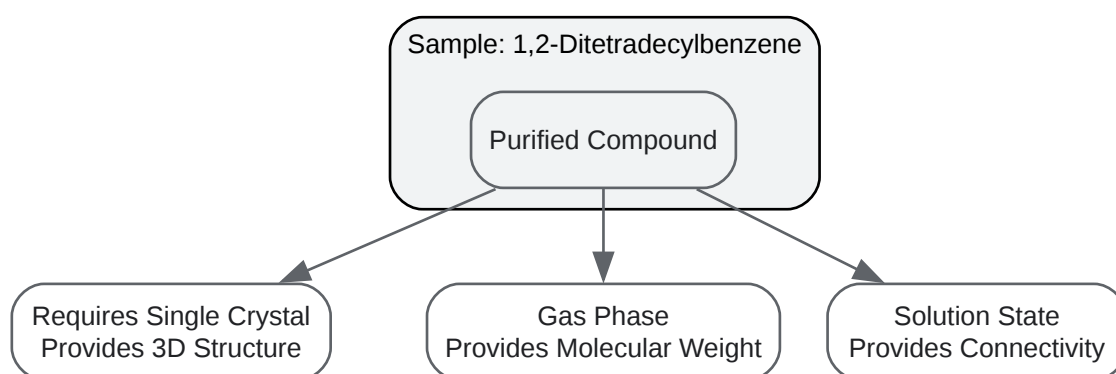 Sample: 1,2-Ditetradecylbenzene
Purified Compound
Requires Single Crystal
Provides 3D Structure
Gas Phase
Provides Molecular Weight
Solution State
Provides Connectivity